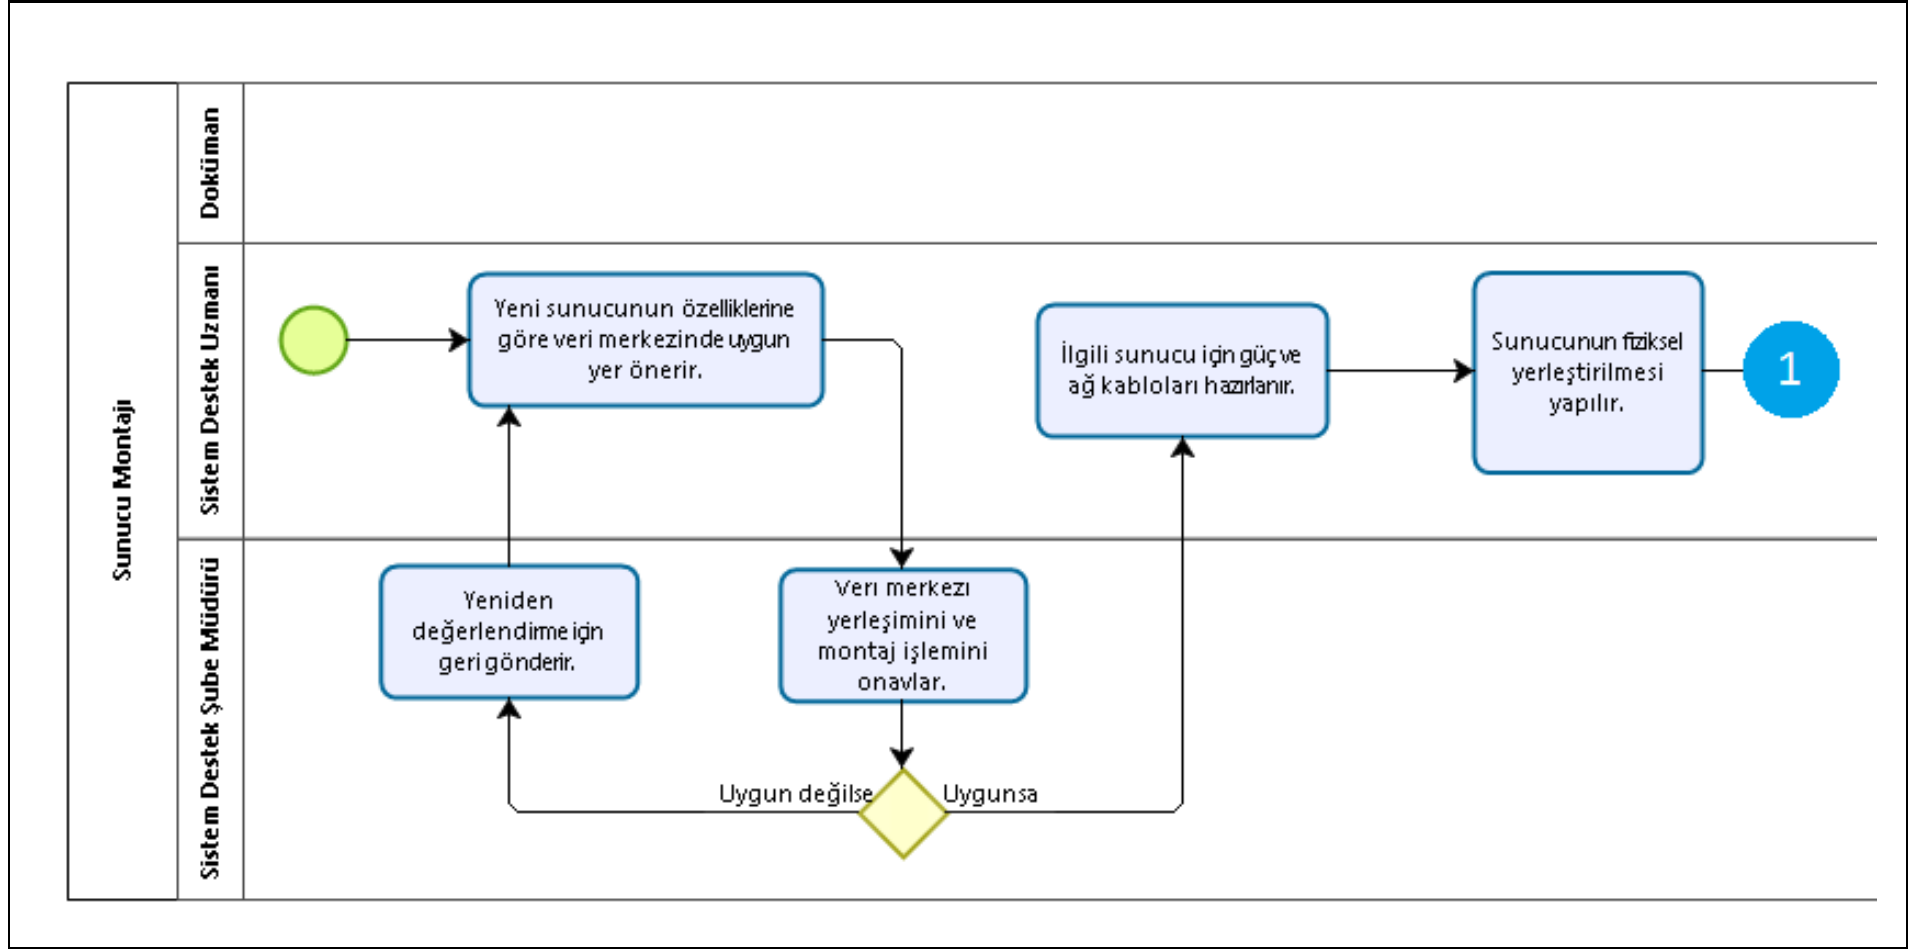 Sunucu Montajı
Doküman
Sistem Destek Uzmanı
Yeni sunucunun özelliklerine
göre veri merkezinde uygun
yer önerir.
İlgili sunucu için güç ve
ağ kabloları hazırlanır.
Sunucunun fiziksel
yerleştirilmesi
yapılır.
1
Sistem Destek Şube Müdürü
Yeniden
değerlendirme için
geri gönderir.
Veri merkezi
yerleşimini ve
montaj işlemini
onaylar.
Uygun değilse
Uygunsa